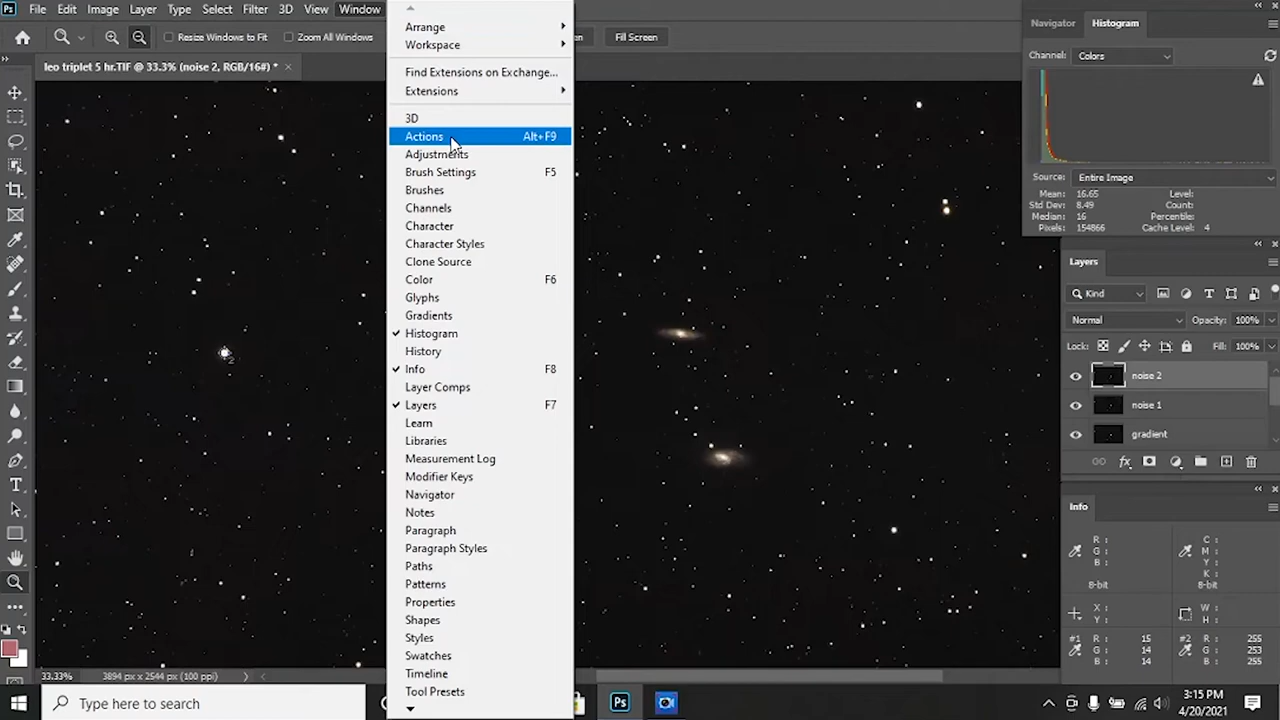 Ps File Edit Image Layer Type Select Filter 3D View Window
Resize Windows to Fit Zoom All Windows Fill Screen
leo triplet 5 hr.TIF @ 33.3% (noise 2, RGB/16#) * ×
Arrange
Workspace
Find Extensions on Exchange...
Extensions
3D
Actions Alt+F9
Adjustments
Brush Settings F5
Brushes
Channels
Character
Character Styles
Clone Source
Color F6
Glyphs
Gradients
Histogram
History
Info F8
Layer Comps
Layers F7
Learn
Libraries
Measurement Log
Modifier Keys
Navigator
Notes
Paragraph
Paragraph Styles
Paths
Patterns
Properties
Shapes
Styles
Swatches
Timeline
Tool Presets
2
Navigator Histogram
Channel: Colors
Source: Entire Image
Mean: 16.65 Level:
Std Dev: 8.49 Count:
Median: 16 Percentile:
Pixels: 154866 Cache Level: 4
Layers
Kind
Normal Opacity: 100%
Lock: Fill: 100%
noise 2
noise 1
gradient
fx
Info
R : C :
G : M :
B : Y :
K :
8-bit 8-bit
X : W :
Y : H :
#1 R : 15 #2 R : 255
G : 14 G : 253
B : 14 B : 255
33.33% 3894 px x 2544 px (100 ppi)
Type here to search
Ps
3:15 PM
4/20/2021